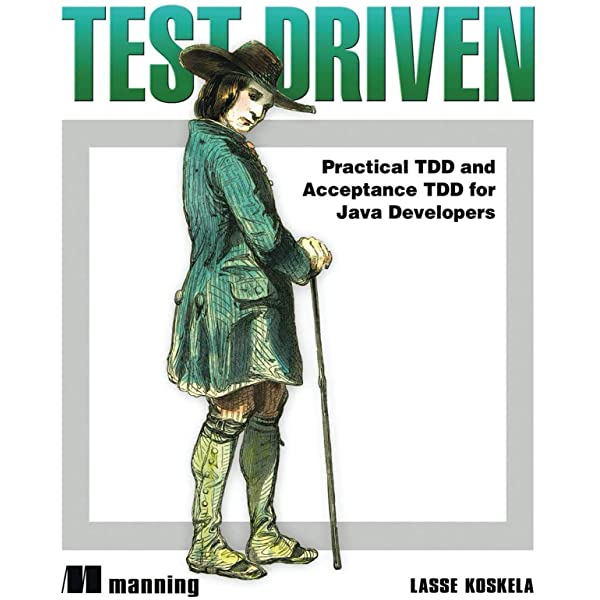 TEST DRIVEN
Practical TDD and
Acceptance TDD for
Java Developers
manning
LASSE KOSKELA